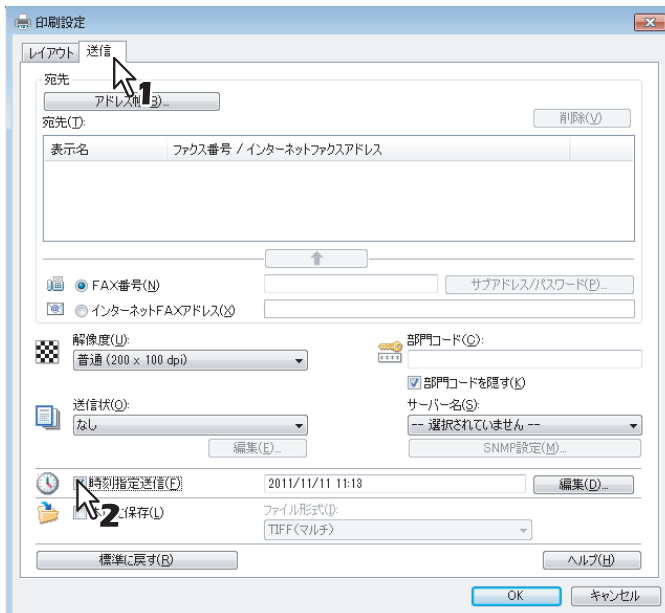 印刷設定
レイアウト 送信
1
宛先
アドレス帳(B)...
宛先(T):
削除(V)
表示名 ファクス番号 / インターネットファクスアドレス
FAX番号(N)
サブアドレス/パスワード(P)...
インターネットFAXアドレス(X)
解像度(U):
部門コード(C):
普通 (200 x 100 dpi)
部門コードを隠す(K)
送信状(O):
サーバー名(S):
なし
-- 選択されていません --
編集(E)...
SNMP設定(M)...
時刻指定送信(F)
2011/11/11 11:13
編集(D)...
2
保存(L)
ファイル形式(I):
TIFF(マルチ)
標準に戻す(R)
ヘルプ(H)
OK
キャンセル